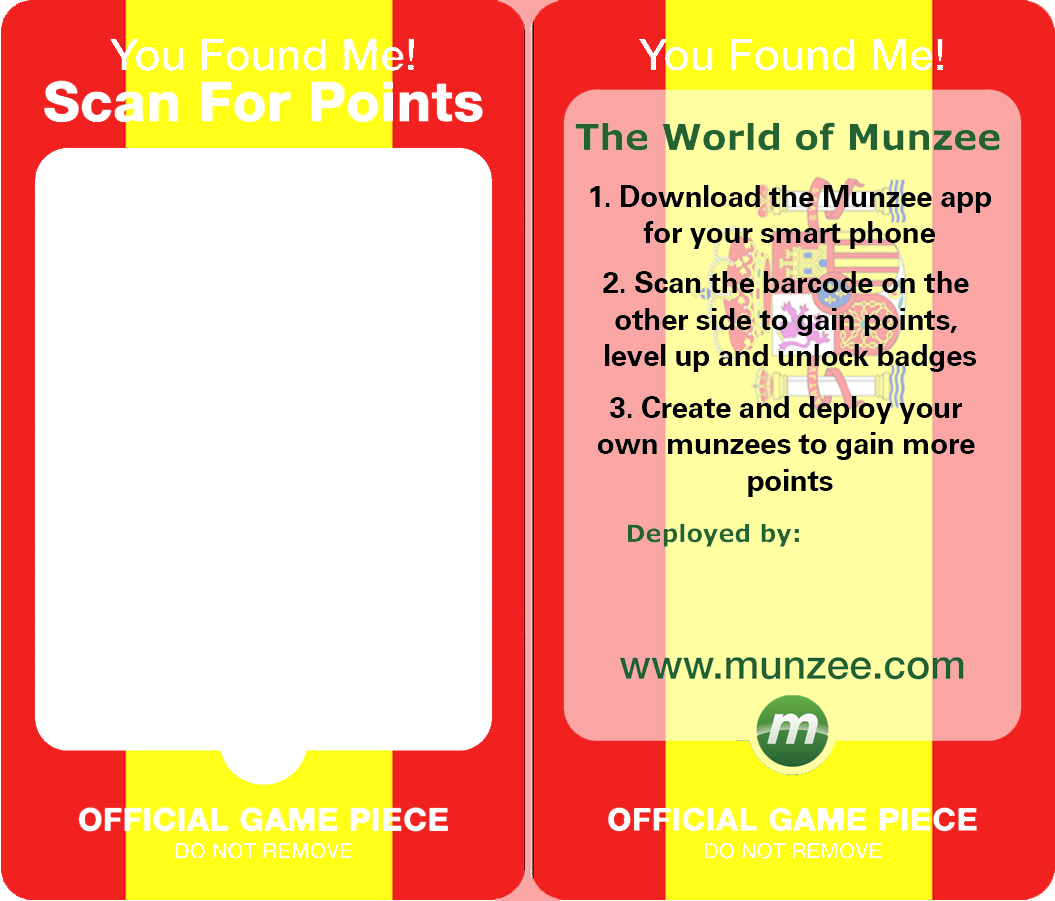 You Found Me!
Scan For Points
OFFICIAL GAME PIECE
DO NOT REMOVE
You Found Me!
The World of Munzee
1. Download the Munzee app
for your smart phone
2. Scan the barcode on the
other side to gain points,
level up and unlock badges
3. Create and deploy your
own munzees to gain more
points
Deployed by:
www.munzee.com
m
OFFICIAL GAME PIECE
DO NOT REMOVE